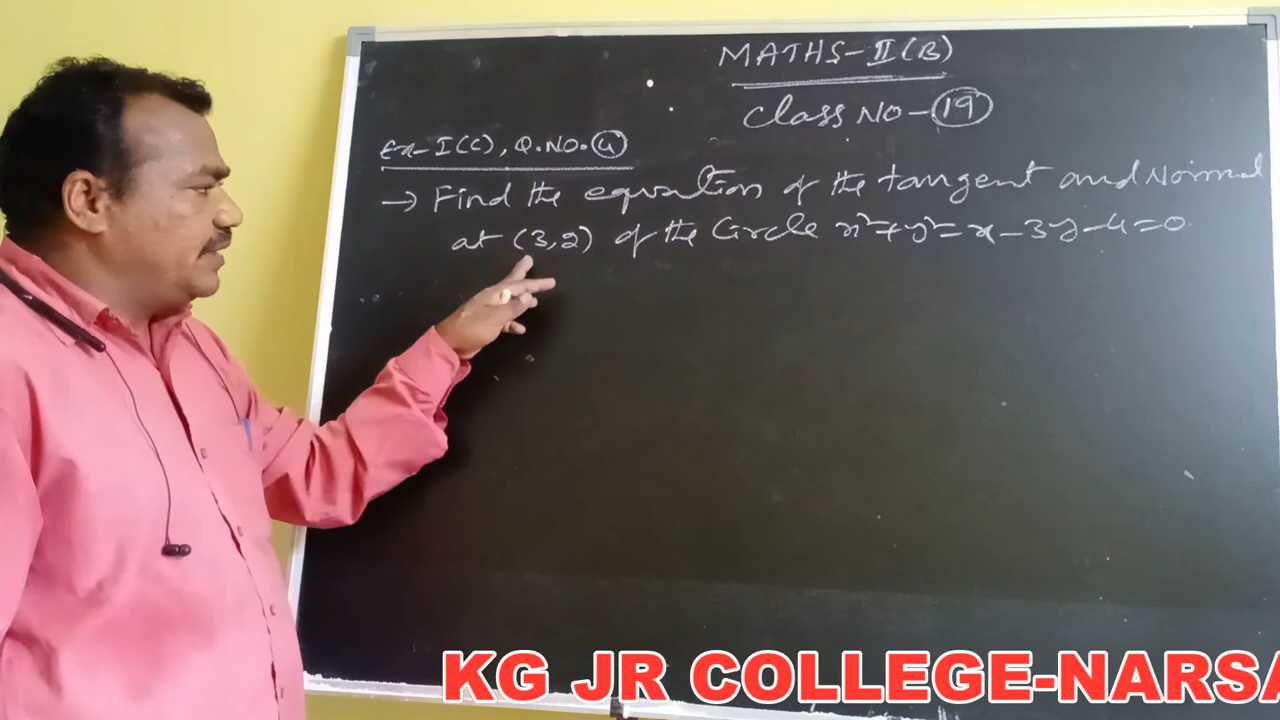 MATHS-II(B)
Class NO-19
Ex-I(c), Q.NO.4
→ Find the equation of the tangent and Normal
at (3,2) of the Circle x²+y²=x-3y-4=0
KG JR COLLEGE-NARSA